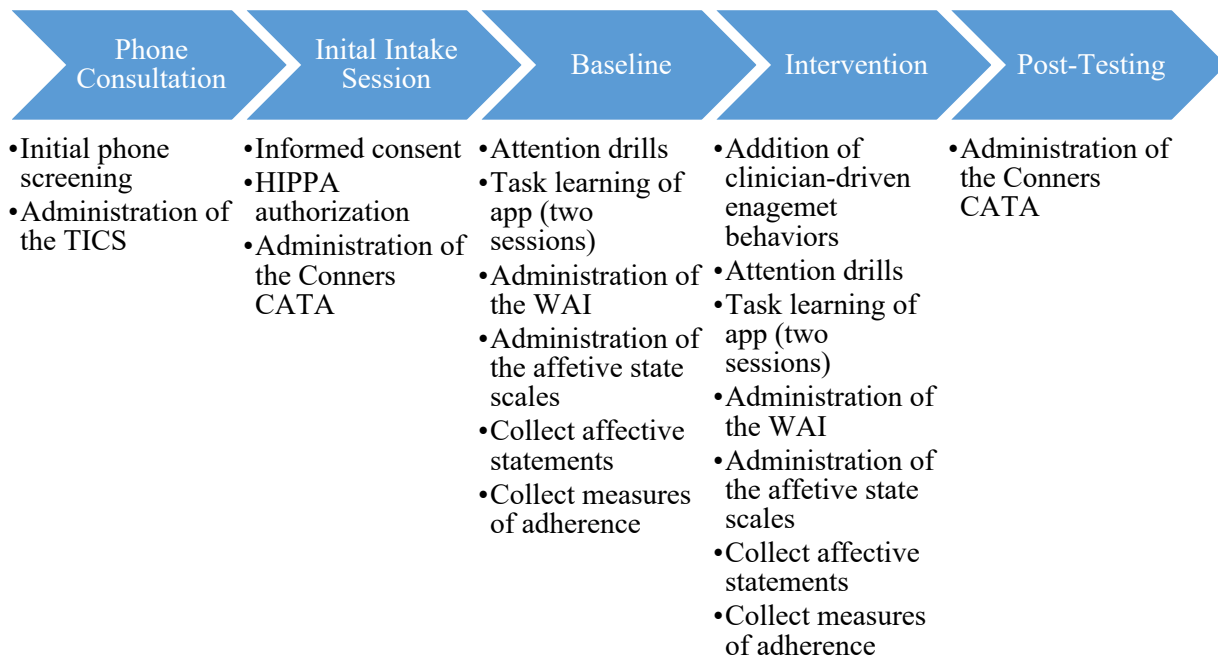 Phone
Consultation
Inital Intake
Session
Baseline
Intervention
Post-Testing
•Initial phone
screening
•Administration of
the TICS
•Informed consent
•HIPPA
authorization
•Administration of
the Conners
CATA
•Attention drills
•Task learning of
app (two
sessions)
•Administration of
the WAI
•Administration of
the affetive state
scales
•Collect affective
statements
•Collect measures
of adherence
•Addition of
clinician-driven
enagemet
behaviors
•Attention drills
•Task learning of
app (two
sessions)
•Administration of
the WAI
•Administration of
the affetive state
scales
•Collect affective
statements
•Collect measures
of adherence
•Administration of
the Conners
CATA